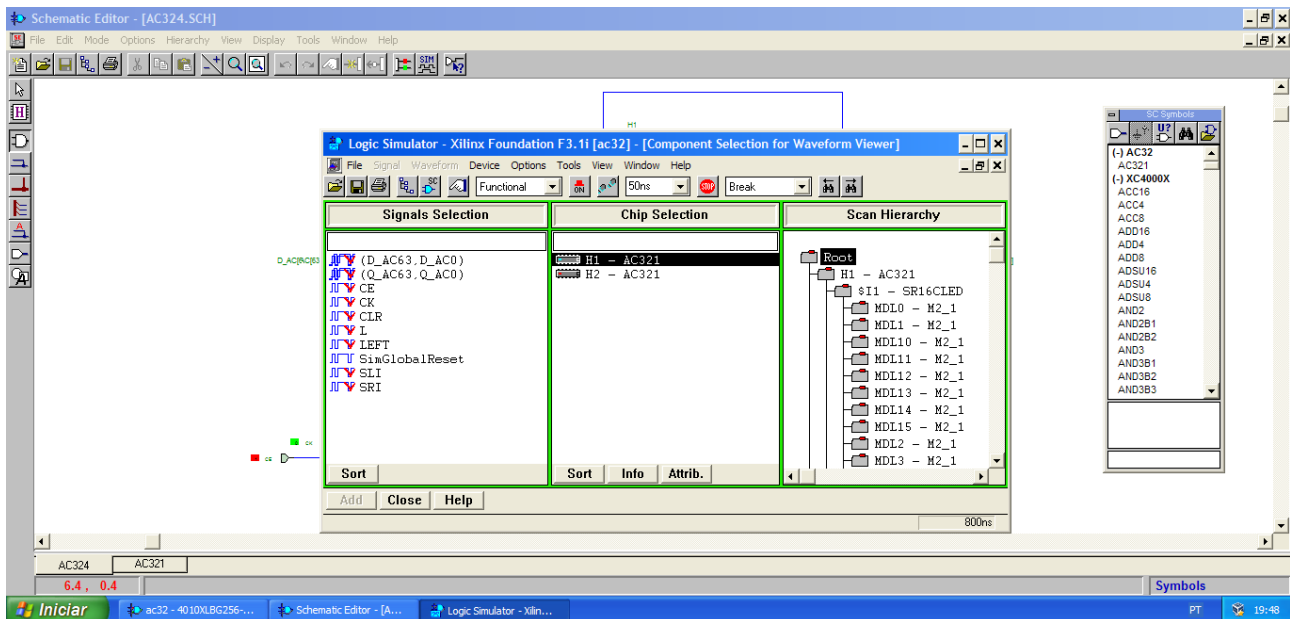 Schematic Editor - [AC324.SCH]
File Edit Mode Options Hierarchy View Display Tools Window Help
SIM
H1
SC Symbols
U?
(-) AC32
AC321
(-) XC4000X
ACC16
ACC4
ACC8
ADD16
ADD4
ADD8
ADSU16
ADSU4
ADSU8
AND2
AND2B1
AND2B2
AND3
AND3B1
AND3B2
AND3B3
Logic Simulator - Xilinx Foundation F3.1i [ac32] - [Component Selection for Waveform Viewer]
File Signal Waveform Device Options Tools View Window Help
SC Functional ON 50ns STOP Break
Signals Selection
(D_AC63,D_AC0)
(Q_AC63,Q_AC0)
CE
CK
CLR
L
LEFT
SimGlobalReset
SLI
SRI
Sort
Chip Selection
H1 - AC321
H2 - AC321
Sort Info Attrib.
Scan Hierarchy
Root
H1 - AC321
$I1 - SR16CLED
MDL0 - M2_1
MDL1 - M2_1
MDL10 - M2_1
MDL11 - M2_1
MDL12 - M2_1
MDL13 - M2_1
MDL14 - M2_1
MDL15 - M2_1
MDL2 - M2_1
MDL3 - M2_1
Add Close Help
800ns
CK
CE
AC324 AC321
6.4 , 0.4 Symbols
Iniciar ac32 - 4010XLBG256-... Schematic Editor - [A... Logic Simulator - Xilin... PT 19:48